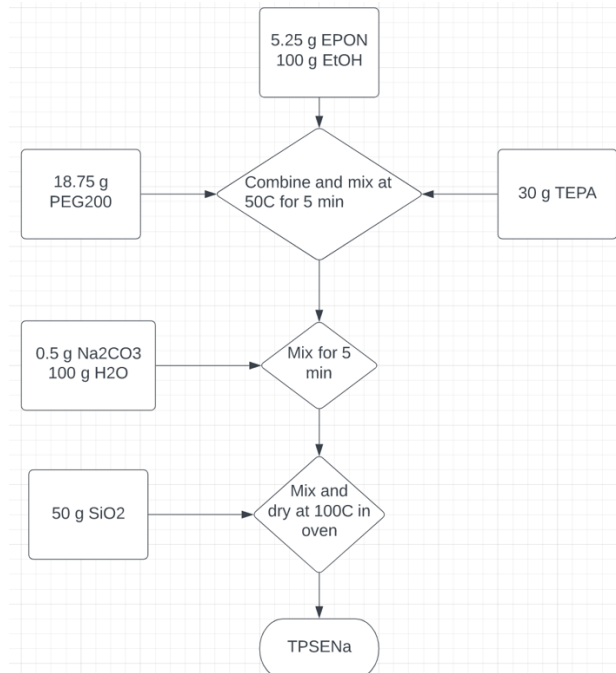 5.25 g EPON
100 g EtOH
18.75 g
PEG200
Combine and mix at
50C for 5 min
30 g TEPA
0.5 g Na2CO3
100 g H2O
Mix for 5
min
50 g SiO2
Mix and
dry at 100C in
oven
TPSENa